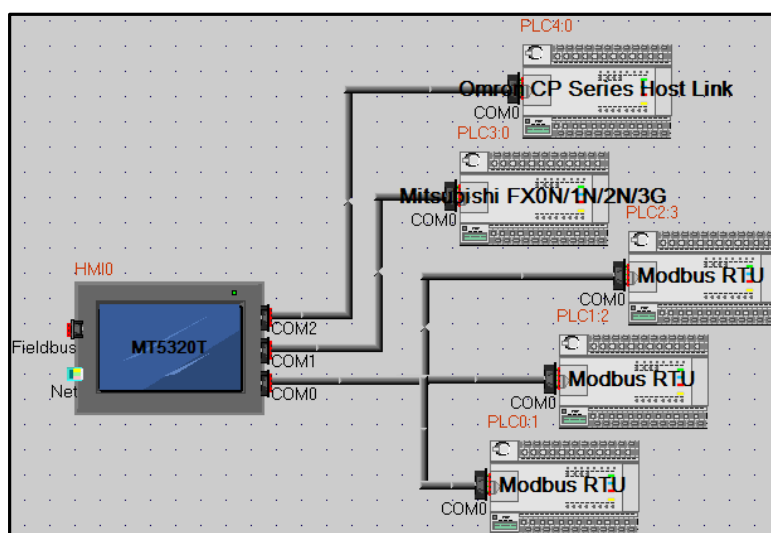 PLC4:0
Omron CP Series Host Link
COM0
PLC3:0
Mitsubishi FX0N/1N/2N/3G
COM0
PLC2:3
Modbus RTU
COM0
HMI0
MT5320T
Fieldbus
Net
COM2
COM1
COM0
PLC1:2
Modbus RTU
COM0
PLC0:1
Modbus RTU
COM0